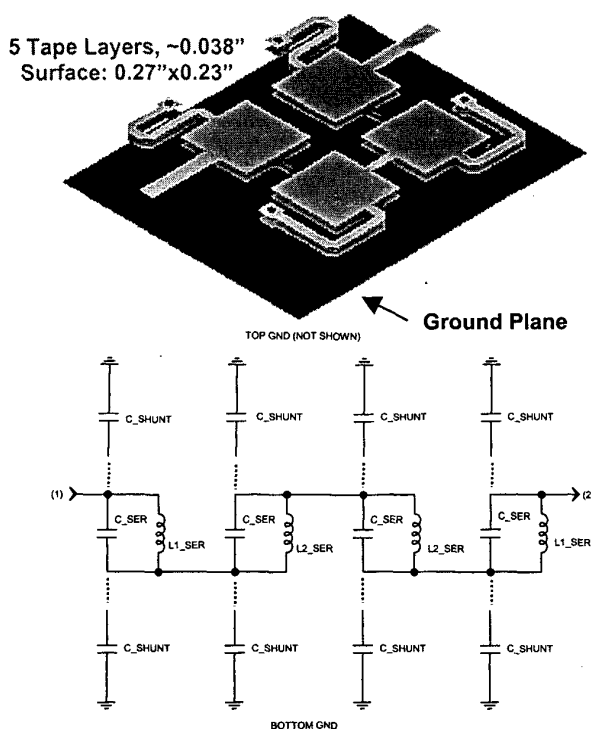 5 Tape Layers, ~0.038”
Surface: 0.27”x0.23”
Ground Plane
TOP GND (NOT SHOWN)
C_SHUNT C_SHUNT C_SHUNT C_SHUNT
(1) (2
C_SER C_SER C_SER C_SER
L1_SER L2_SER L2_SER L1_SER
C_SHUNT C_SHUNT C_SHUNT C_SHUNT
BOTTOM GND